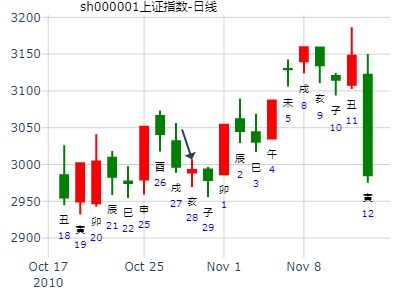 sh000001上证指数-日线
3200
3150
3100
3050
3000
2950
2900
丑
18
寅
19
卯
20
辰
21
巳
22
申
25
酉
26
戌
27
亥
28
子
29
卯
1
辰
2
巳
3
午
4
未
5
戌
8
亥
9
子
10
丑
11
寅
12
Oct 17
2010
Oct 25
Nov 1
Nov 8